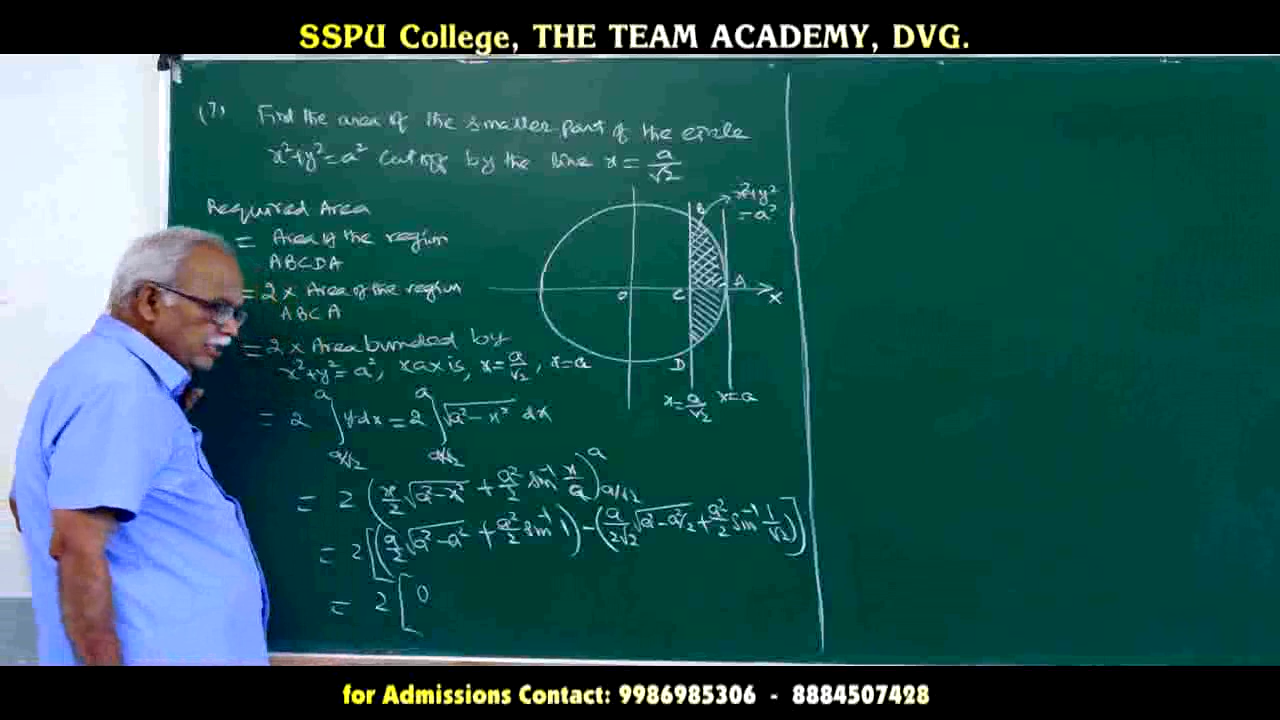 SSPU College, THE TEAM ACADEMY, DVG.
(7) Find the area of the smaller part of the circle
x²+y²=a² cut off by the line x = a/√2
Required Area
= Area of the region
ABCDA
= 2 × Area of the region
ABCA
= 2 × Area bunded by
x²+y²=a², x axis, x=a/√2, x=a
= 2 ∫_{a/√2}^{a} y dx = 2 ∫_{a/√2}^{a} √(a²-x²) dx
= 2 (x/2 √(a²-x²) + a²/2 sin⁻¹ x/a)_{a/√2}^{a}
= 2[(a/2 √(a²-a²) + a²/2 sin⁻¹ 1) - (a/2√2 √(a²-a²/2) + a²/2 sin⁻¹ 1/√2)]
= 2[0
B
x²+y²
= a²
O
C
A
X
D
x=a/√2
x=a
for Admissions Contact: 9986985306 - 8884507428